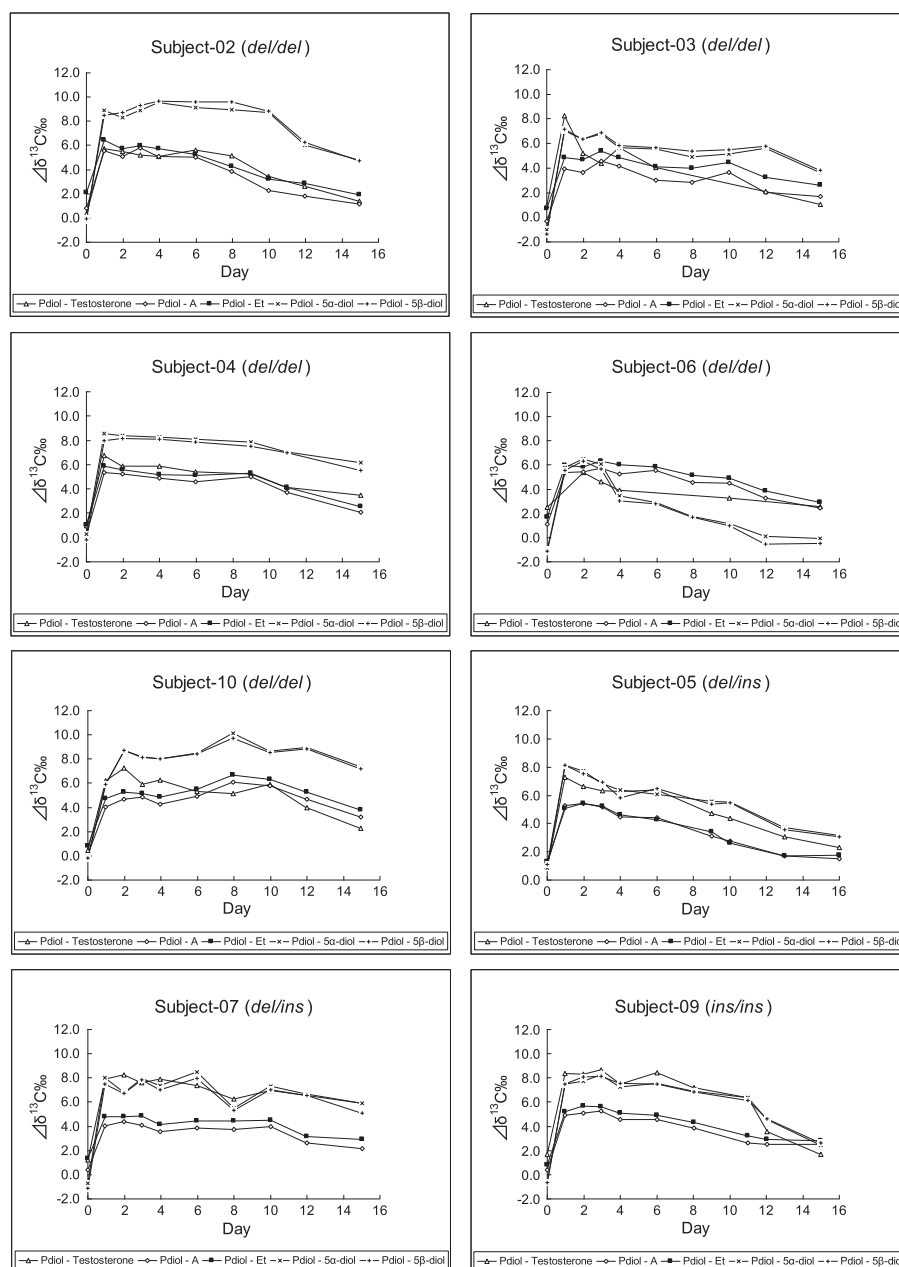 Subject-02 (del/del)
12.0
10.0
8.0
6.0
4.0
2.0
0.0
-2.0
⊿δ13C‰
0 2 4 6 8 10 12 14 16
Day
Pdiol - Testosterone Pdiol - A Pdiol - Et Pdiol - 5α-diol Pdiol - 5β-diol
Subject-03 (del/del)
12.0
10.0
8.0
6.0
4.0
2.0
0.0
-2.0
⊿δ13C‰
0 2 4 6 8 10 12 14 16
Day
Pdiol - Testosterone Pdiol - A Pdiol - Et Pdiol - 5α-diol Pdiol - 5β-diol
Subject-04 (del/del)
12.0
10.0
8.0
6.0
4.0
2.0
0.0
-2.0
⊿δ13C‰
0 2 4 6 8 10 12 14 16
Day
Pdiol - Testosterone Pdiol - A Pdiol - Et Pdiol - 5α-diol Pdiol - 5β-diol
Subject-06 (del/del)
12.0
10.0
8.0
6.0
4.0
2.0
0.0
-2.0
⊿δ13C‰
0 2 4 6 8 10 12 14 16
Day
Pdiol - Testosterone Pdiol - A Pdiol - Et Pdiol - 5α-diol Pdiol - 5β-diol
Subject-10 (del/del)
12.0
10.0
8.0
6.0
4.0
2.0
0.0
-2.0
⊿δ13C‰
0 2 4 6 8 10 12 14 16
Day
Pdiol - Testosterone Pdiol - A Pdiol - Et Pdiol - 5α-diol Pdiol - 5β-diol
Subject-05 (del/ins)
12.0
10.0
8.0
6.0
4.0
2.0
0.0
⊿δ13C‰
0 2 4 6 8 10 12 14 16
Day
Pdiol - Testosterone Pdiol - A Pdiol - Et Pdiol - 5α-diol Pdiol - 5β-diol
Subject-07 (del/ins)
12.0
10.0
8.0
6.0
4.0
2.0
0.0
-2.0
⊿δ13C‰
0 2 4 6 8 10 12 14 16
Day
Pdiol - Testosterone Pdiol - A Pdiol - Et Pdiol - 5α-diol Pdiol - 5β-diol
Subject-09 (ins/ins)
12.0
10.0
8.0
6.0
4.0
2.0
0.0
-2.0
⊿δ13C‰
0 2 4 6 8 10 12 14 16
Day
Pdiol - Testosterone Pdiol - A Pdiol - Et Pdiol - 5α-diol Pdiol - 5β-diol